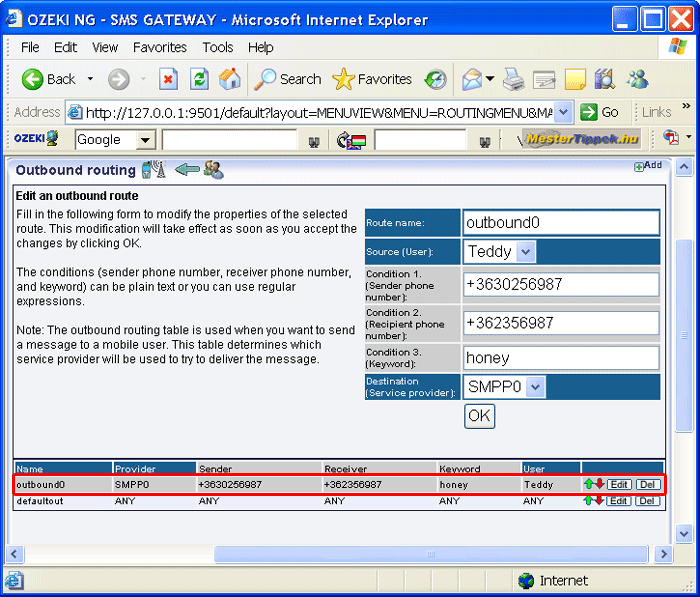 OZEKI NG - SMS GATEWAY - Microsoft Internet Explorer
File Edit View Favorites Tools Help
Back Search Favorites
Address http://127.0.0.1:9501/default?layout=MENUVIEW&MENU=ROUTINGMENU&MA Go Links »
OZEKI Google MesterTippek.hu
Outbound routing Add
Edit an outbound route
Fill in the following form to modify the properties of the selected
route. This modification will take effect as soon as you accept the
changes by clicking OK.
The conditions (sender phone number, receiver phone number,
and keyword) can be plain text or you can use regular
expressions.
Note: The outbound routing table is used when you want to send
a message to a mobile user. This table determines which
service provider will be used to try to deliver the message.
Route name: outbound0
Source (User): Teddy
Condition 1.
(Sender phone
number): +3630256987
Condition 2.
(Recipient phone
number): +362356987
Condition 3.
(Keyword): honey
Destination
(Service provider): SMPP0
OK
Name Provider Sender Receiver Keyword User
outbound0 SMPP0 +3630256987 +362356987 honey Teddy Edit Del
defaultout ANY ANY ANY ANY ANY Edit Del
Internet